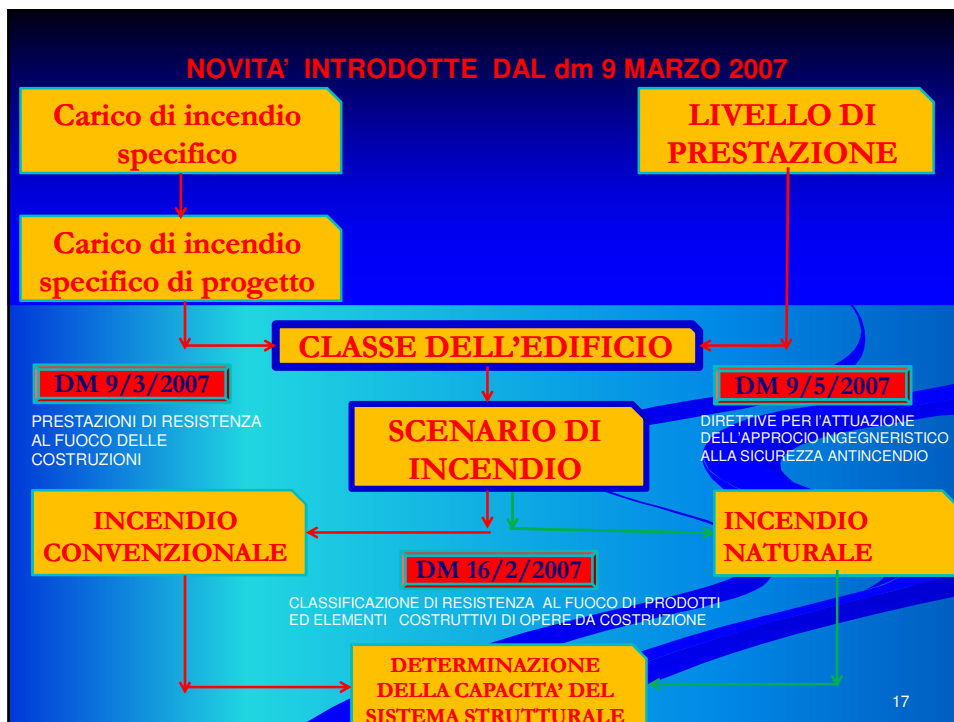 NOVITA' INTRODOTTE DAL dm 9 MARZO 2007
Carico di incendio
specifico
LIVELLO DI
PRESTAZIONE
Carico di incendio
specifico di progetto
CLASSE DELL'EDIFICIO
DM 9/3/2007
PRESTAZIONI DI RESISTENZA
AL FUOCO DELLE
COSTRUZIONI
DM 9/5/2007
DIRETTIVE PER l'ATTUAZIONE
DELL'APPROCIO INGEGNERISTICO
ALLA SICUREZZA ANTINCENDIO
SCENARIO DI
INCENDIO
INCENDIO
CONVENZIONALE
INCENDIO
NATURALE
DM 16/2/2007
CLASSIFICAZIONE DI RESISTENZA AL FUOCO DI PRODOTTI
ED ELEMENTI COSTRUTTIVI DI OPERE DA COSTRUZIONE
DETERMINAZIONE
DELLA CAPACITA' DEL
SISTEMA STRUTTURALE
17